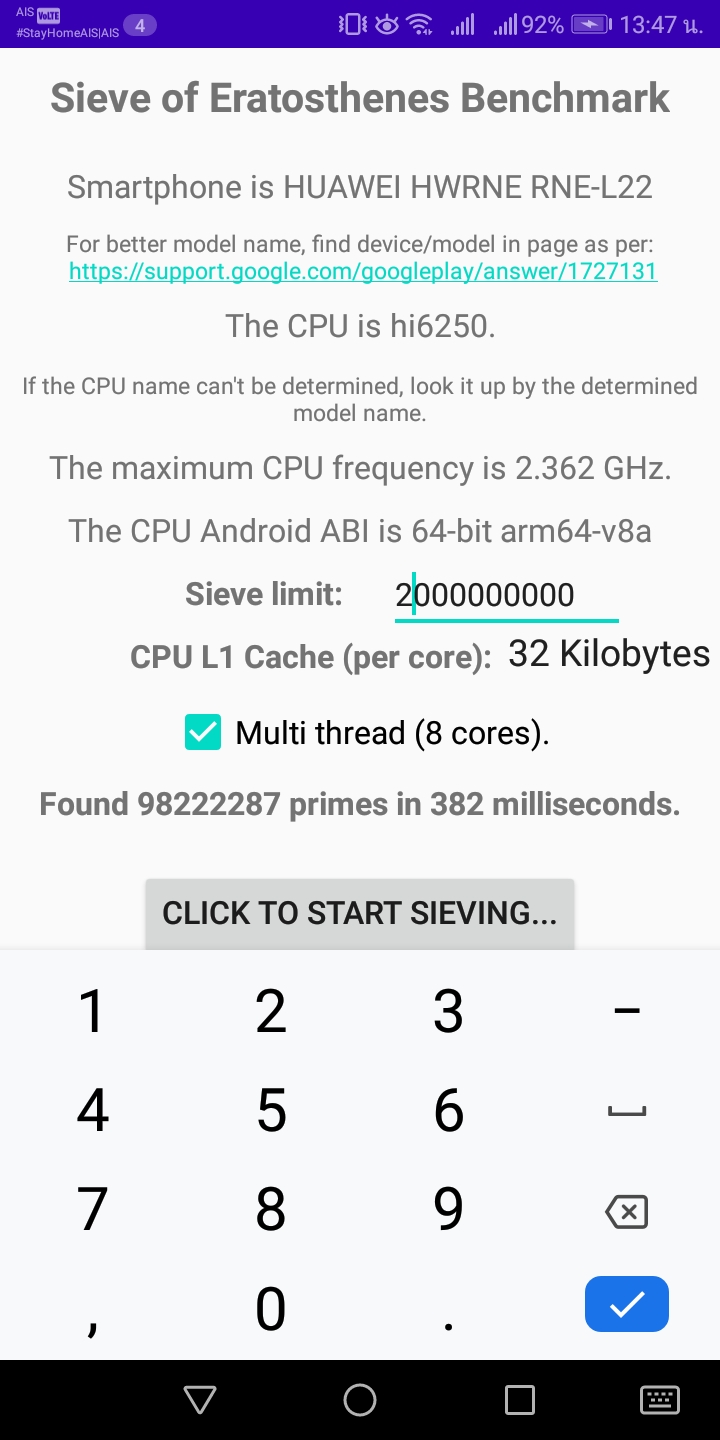 AIS VoLTE
#StayHomeAIS|AIS 4 92% 13:47 น.
Sieve of Eratosthenes Benchmark
Smartphone is HUAWEI HWRNE RNE-L22
For better model name, find device/model in page as per:
https://support.google.com/googleplay/answer/1727131
The CPU is hi6250.
If the CPU name can't be determined, look it up by the determined
model name.
The maximum CPU frequency is 2.362 GHz.
The CPU Android ABI is 64-bit arm64-v8a
Sieve limit: 2000000000
CPU L1 Cache (per core): 32 Kilobytes
Multi thread (8 cores).
Found 98222287 primes in 382 milliseconds.
CLICK TO START SIEVING...
1 2 3 −
4 5 6
7 8 9
, 0 .